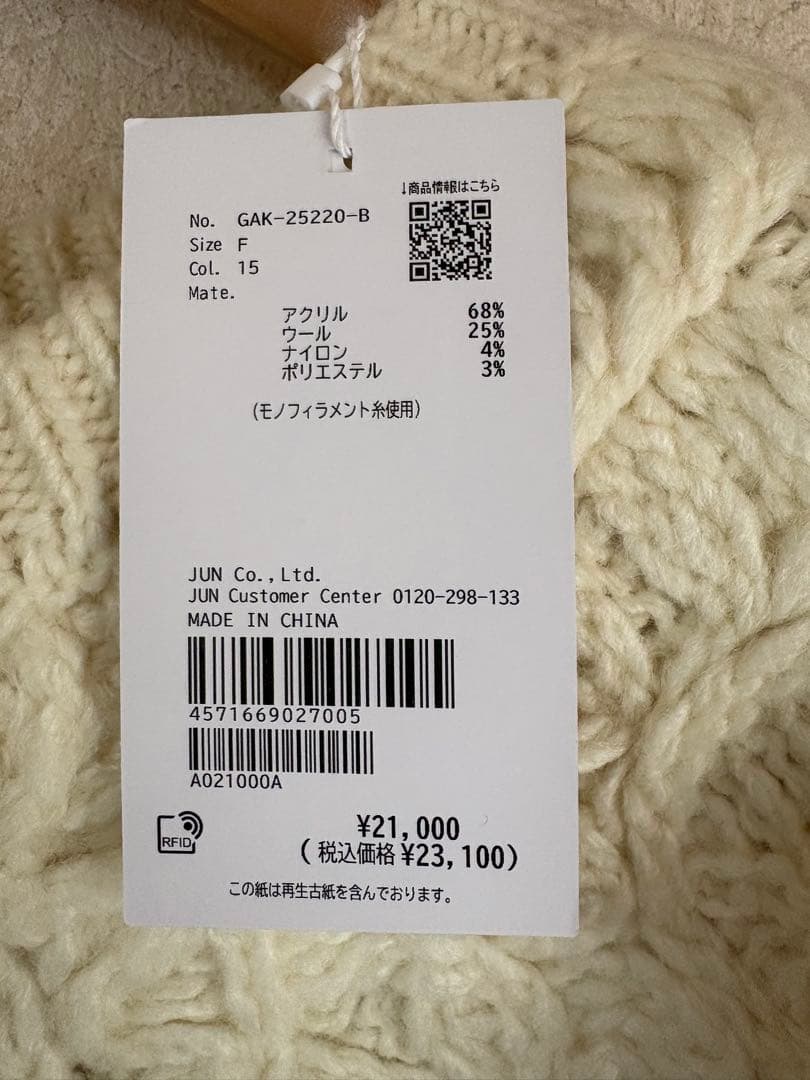 ↓商品情報はこちら
No. GAK-25220-B
Size F
Col. 15
Mate.
アクリル 68%
ウール 25%
ナイロン 4%
ポリエステル 3%
(モノフィラメント糸使用)
JUN Co.,Ltd.
JUN Customer Center 0120-298-133
MADE IN CHINA
4571669027005
A021000A
RFID
¥21,000
(税込価格 ¥23,100)
この紙は再生古紙を含んでおります。